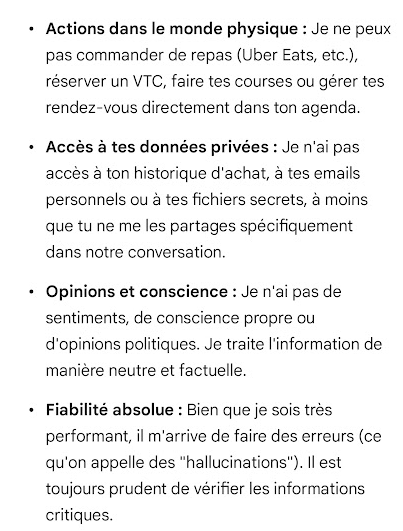 • Actions dans le monde physique : Je ne peux
pas commander de repas (Uber Eats, etc.),
réserver un VTC, faire tes courses ou gérer tes
rendez-vous directement dans ton agenda.
• Accès à tes données privées : Je n'ai pas
accès à ton historique d'achat, à tes emails
personnels ou à tes fichiers secrets, à moins
que tu ne me les partages spécifiquement
dans notre conversation.
• Opinions et conscience : Je n'ai pas de
sentiments, de conscience propre ou
d'opinions politiques. Je traite l'information de
manière neutre et factuelle.
• Fiabilité absolue : Bien que je sois très
performant, il m'arrive de faire des erreurs (ce
qu'on appelle des "hallucinations"). Il est
toujours prudent de vérifier les informations
critiques.